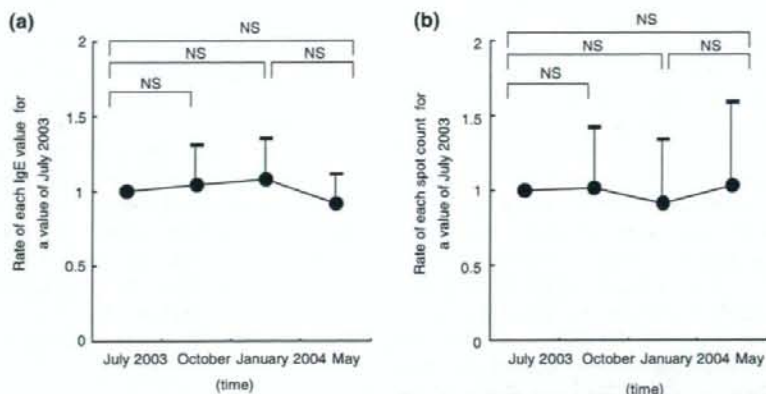 (a)
NS
NS
NS
NS
2
1.5
1
0.5
0
Rate of each IgE value for
a value of July 2003
July 2003 October January 2004 May
(time)
(b)
NS
NS
NS
NS
2
1.5
1
0.5
0
Rate of each spot count for
a value of July 2003
July 2003 October January 2004 May
(time)